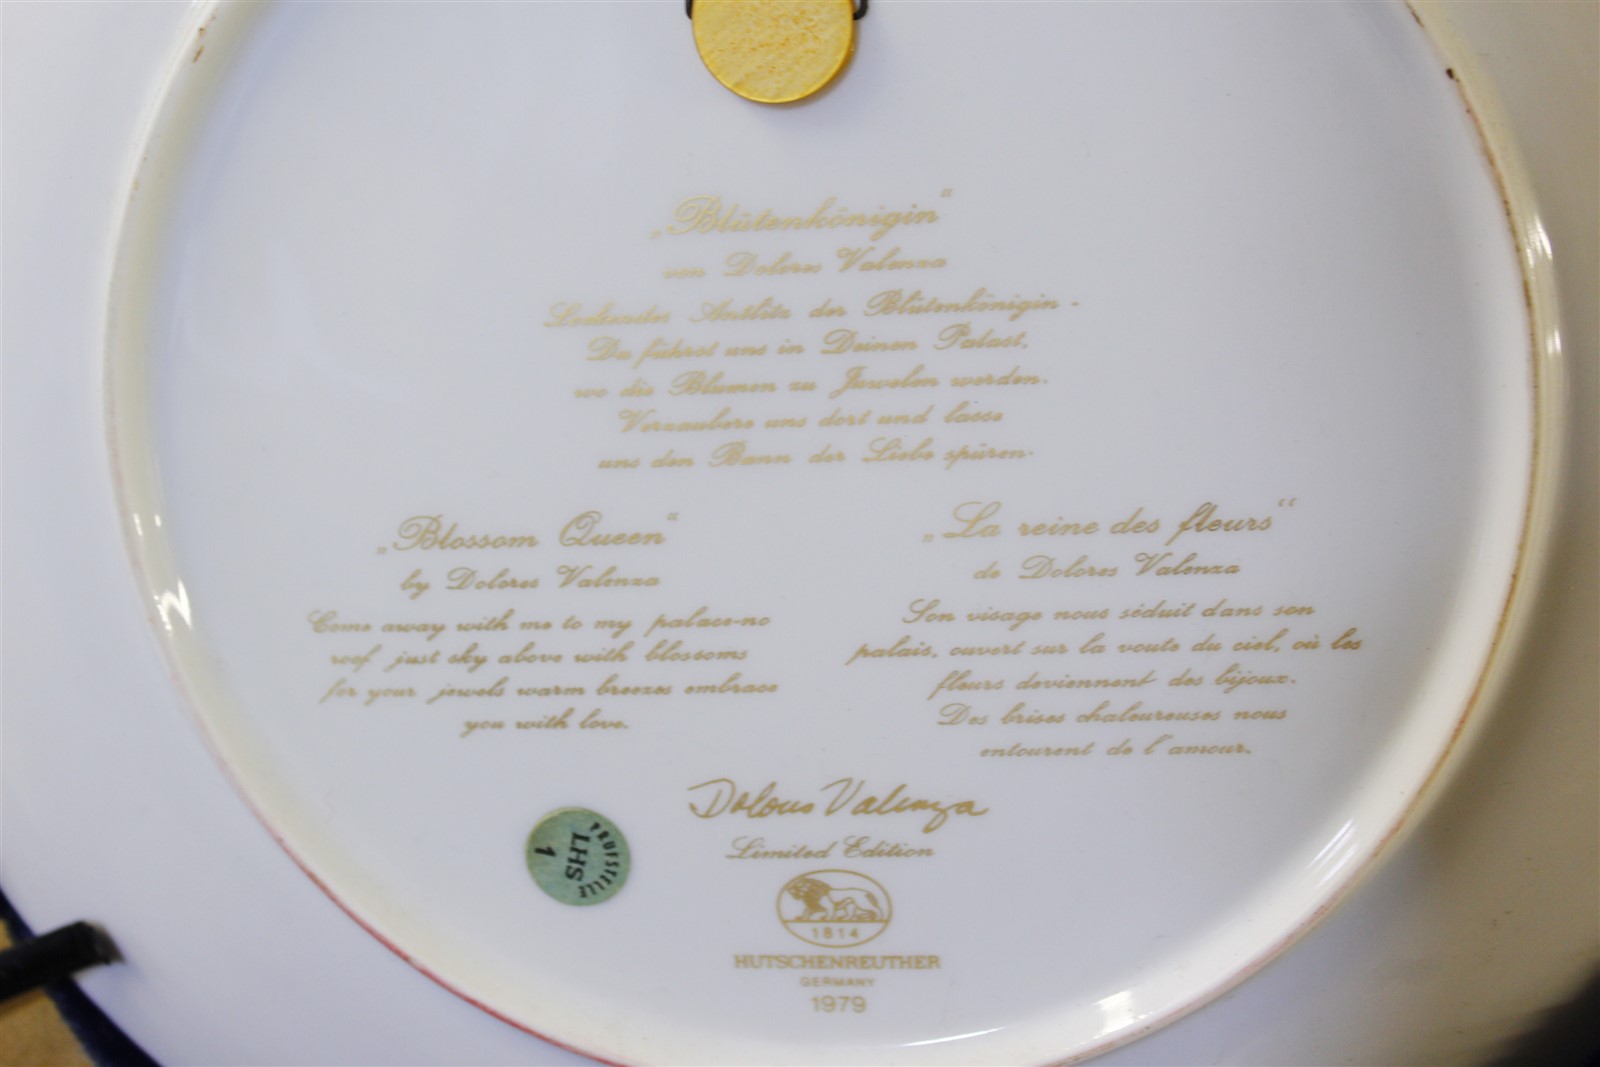 „Blütenkönigin“
von Dolores Valenza
Lockendes Antlitz der Blütenkönigin -
Du führst uns in Deinen Palast,
wo die Blumen zu Juwelen werden.
Verzaubere uns dort und lasse
uns den Bann der Liebe spüren.
„Blossom Queen“
by Dolores Valenza
Come away with me to my palace-no
roof just sky above with blossoms
for your jewels warm breezes embrace
you with love.
„La reine des fleurs“
de Dolores Valenza
Son visage nous séduit dans son
palais, ouvert sur la voute du ciel, où les
fleurs deviennent des bijoux.
Des brises chaleureuses nous
entourent de l'amour.
Dolores Valenza
Limited Edition
1814
HUTSCHENREUTHER
GERMANY
1979
PRÜFSTELLE
LHS
1